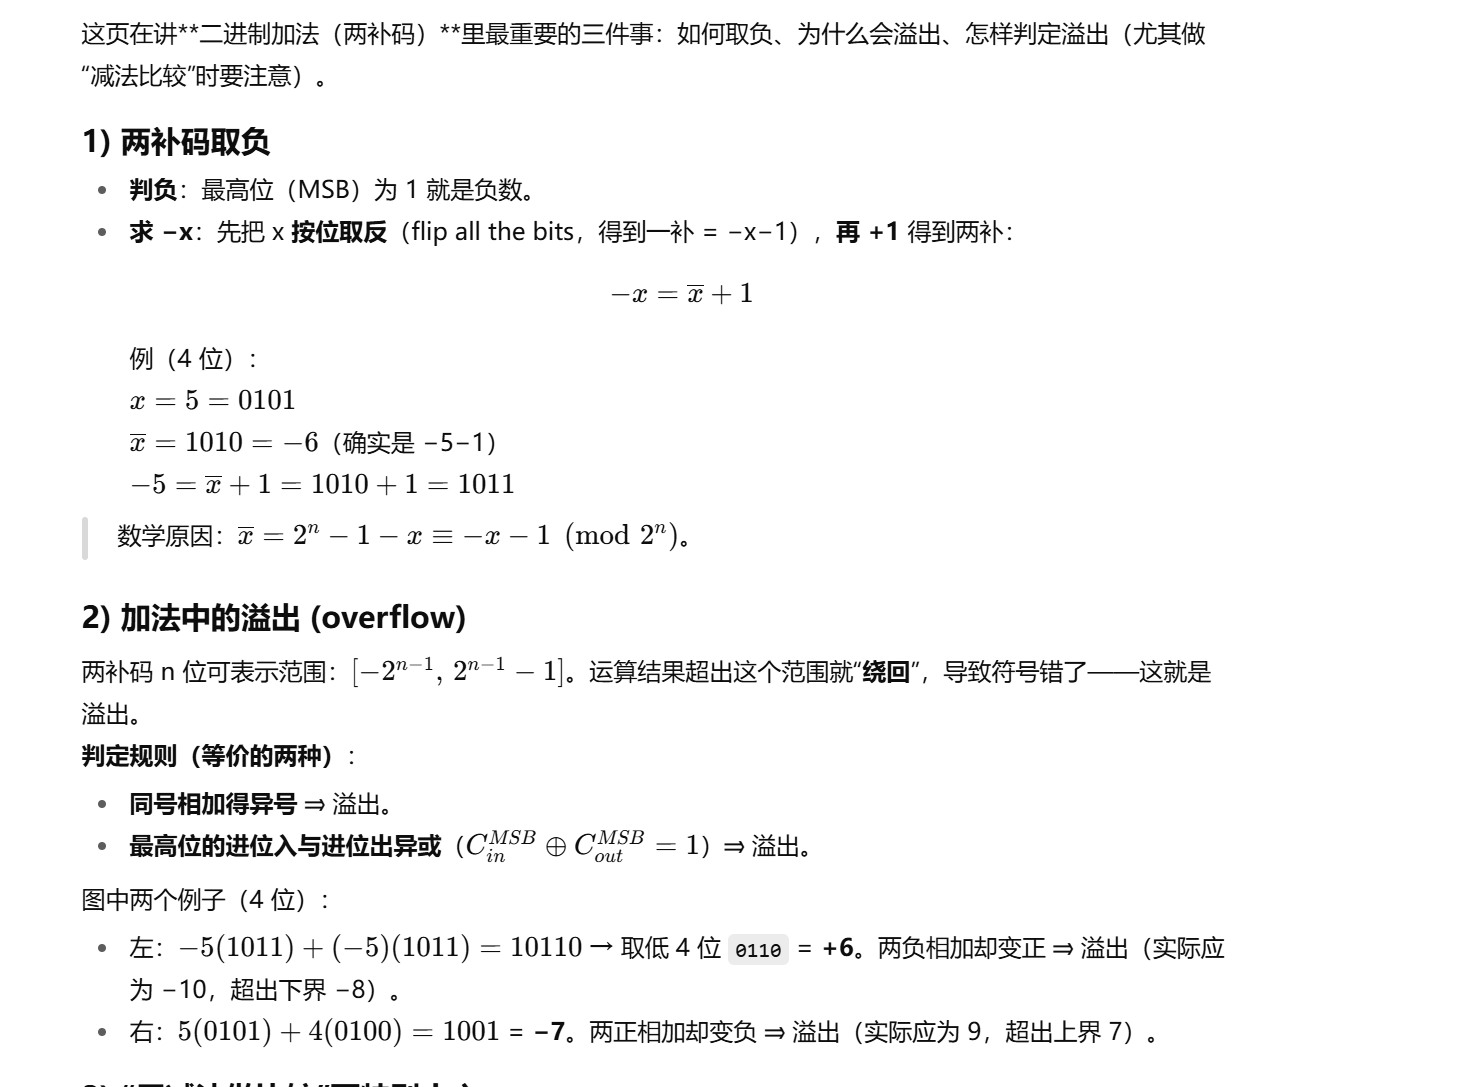 这页在讲**二进制加法（两补码）**里最重要的三件事：如何取负、为什么会溢出、怎样判定溢出（尤其做
“减法比较”时要注意）。
1) 两补码取负
• 判负：最高位（MSB）为 1 就是负数。
• 求 −x：先把 x 按位取反（flip all the bits，得到一补 = −x−1），再 +1 得到两补：
−x = x̅ + 1
例（4 位）：
x = 5 = 0101
x̅ = 1010 = −6（确实是 −5−1）
−5 = x̅ + 1 = 1010 + 1 = 1011
数学原因：x̅ = 2ⁿ − 1 − x ≡ −x − 1 (mod 2ⁿ)。
2) 加法中的溢出 (overflow)
两补码 n 位可表示范围：[−2ⁿ⁻¹, 2ⁿ⁻¹ − 1]。运算结果超出这个范围就“绕回”，导致符号错了——这就是
溢出。
判定规则（等价的两种）：
• 同号相加得异号 ⇒ 溢出。
• 最高位的进位入与进位出异或（C_{in}^{MSB} ⊕ C_{out}^{MSB} = 1）⇒ 溢出。
图中两个例子（4 位）：
• 左：−5(1011) + (−5)(1011) = 10110 → 取低 4 位 0110 = +6。两负相加却变正 ⇒ 溢出（实际应
为 −10，超出下界 −8）。
• 右：5(0101) + 4(0100) = 1001 = −7。两正相加却变负 ⇒ 溢出（实际应为 9，超出上界 7）。